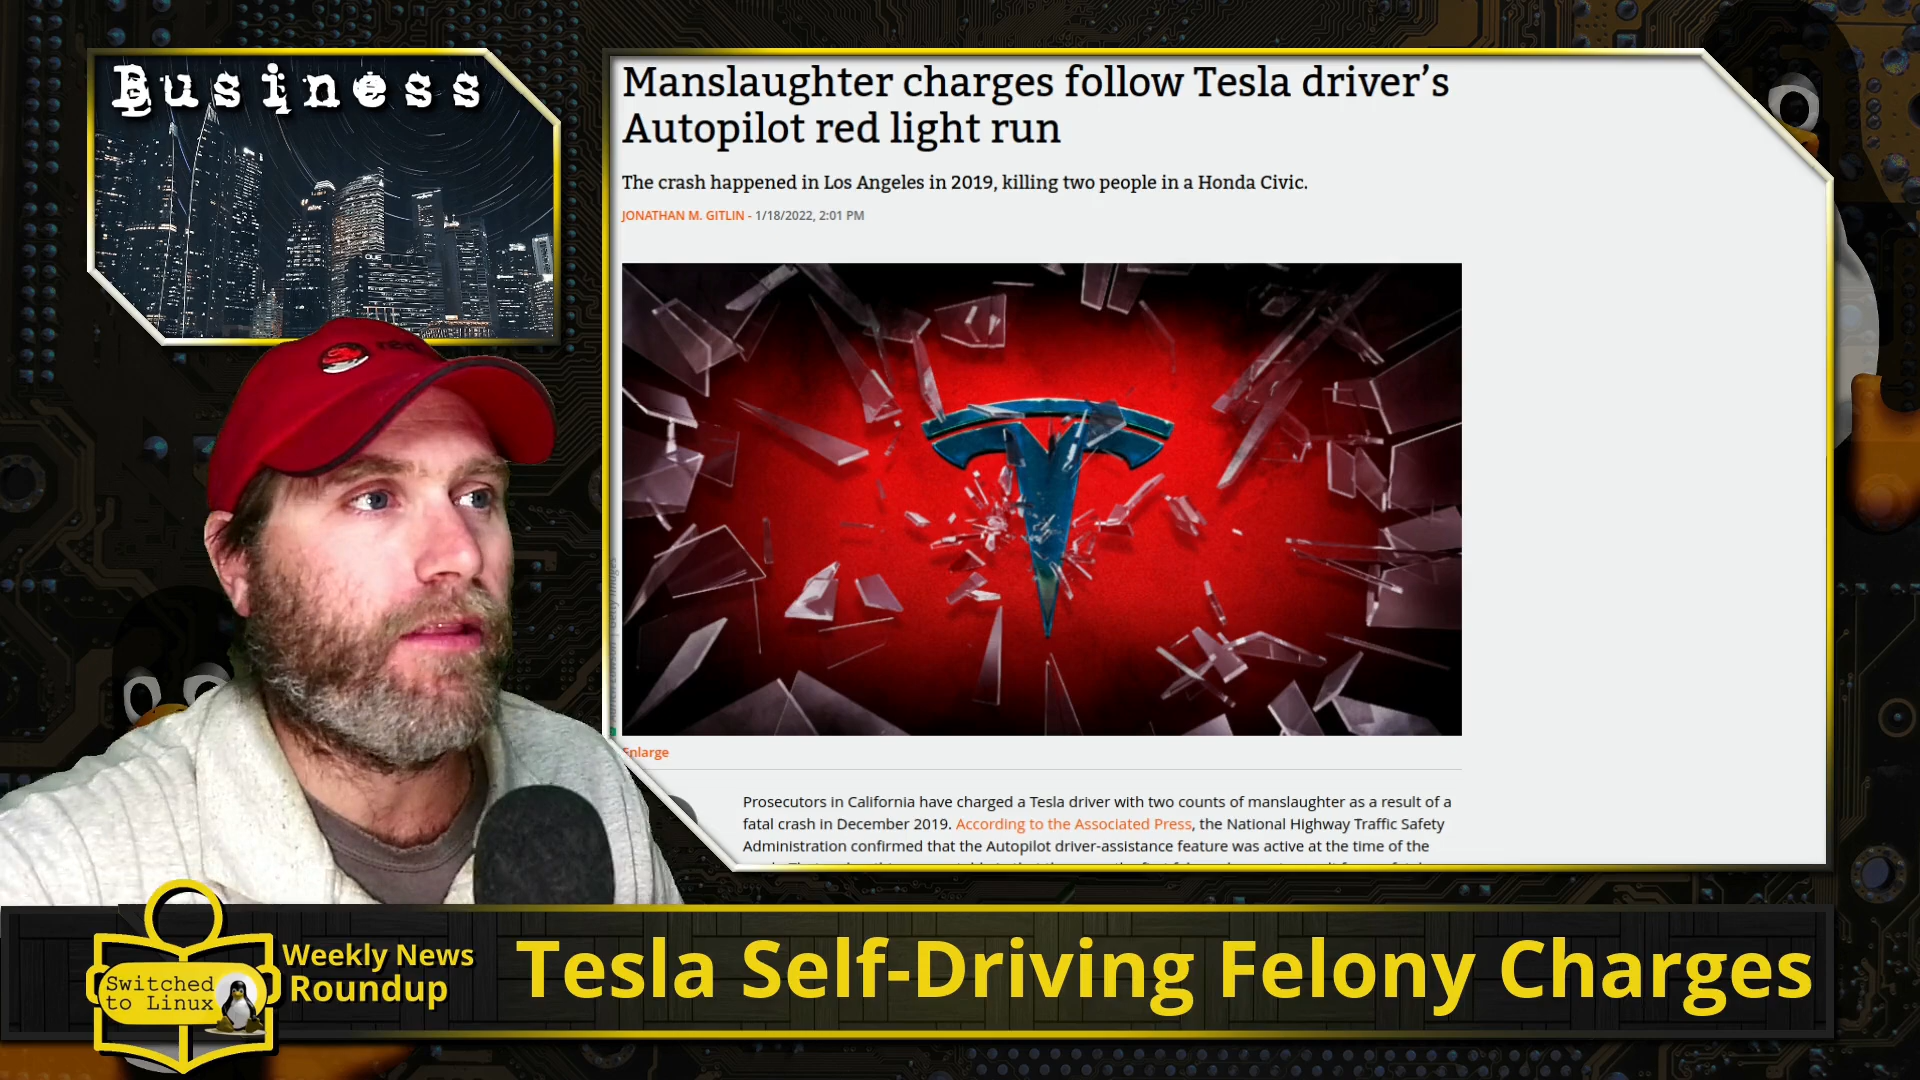 Business
Manslaughter charges follow Tesla driver's
Autopilot red light run
The crash happened in Los Angeles in 2019, killing two people in a Honda Civic.
JONATHAN M. GITLIN - 1/18/2022, 2:01 PM
Enlarge
Prosecutors in California have charged a Tesla driver with two counts of manslaughter as a result of a
fatal crash in December 2019. According to the Associated Press, the National Highway Traffic Safety
Administration confirmed that the Autopilot driver-assistance feature was active at the time of the
Switched
to Linux
Weekly News
Roundup
Tesla Self-Driving Felony Charges